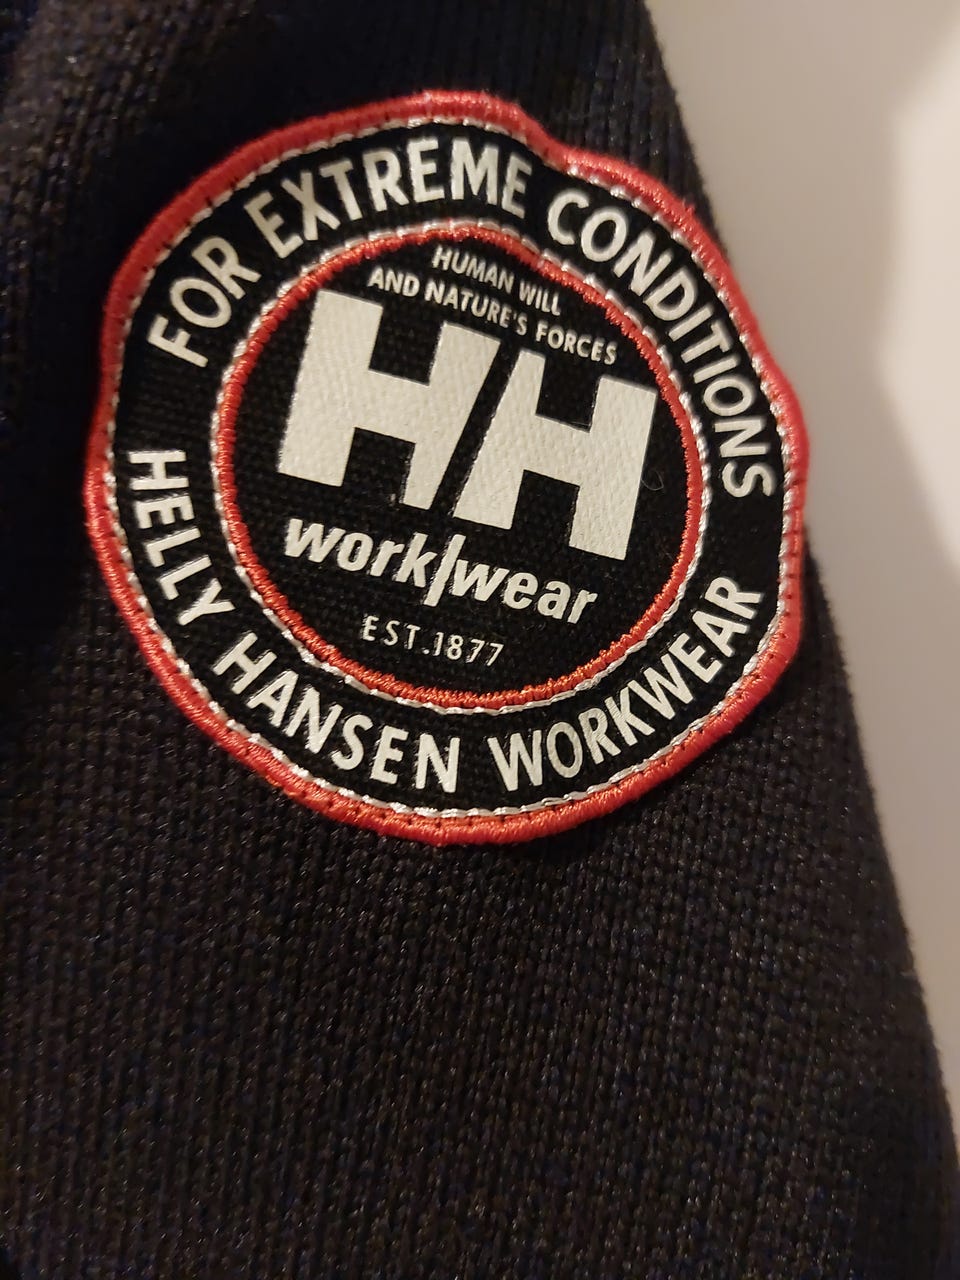 FOR EXTREME CONDITIONS
HUMAN WILL
AND NATURE'S FORCES
HH
work/wear
EST.1877
HELLY HANSEN WORKWEAR